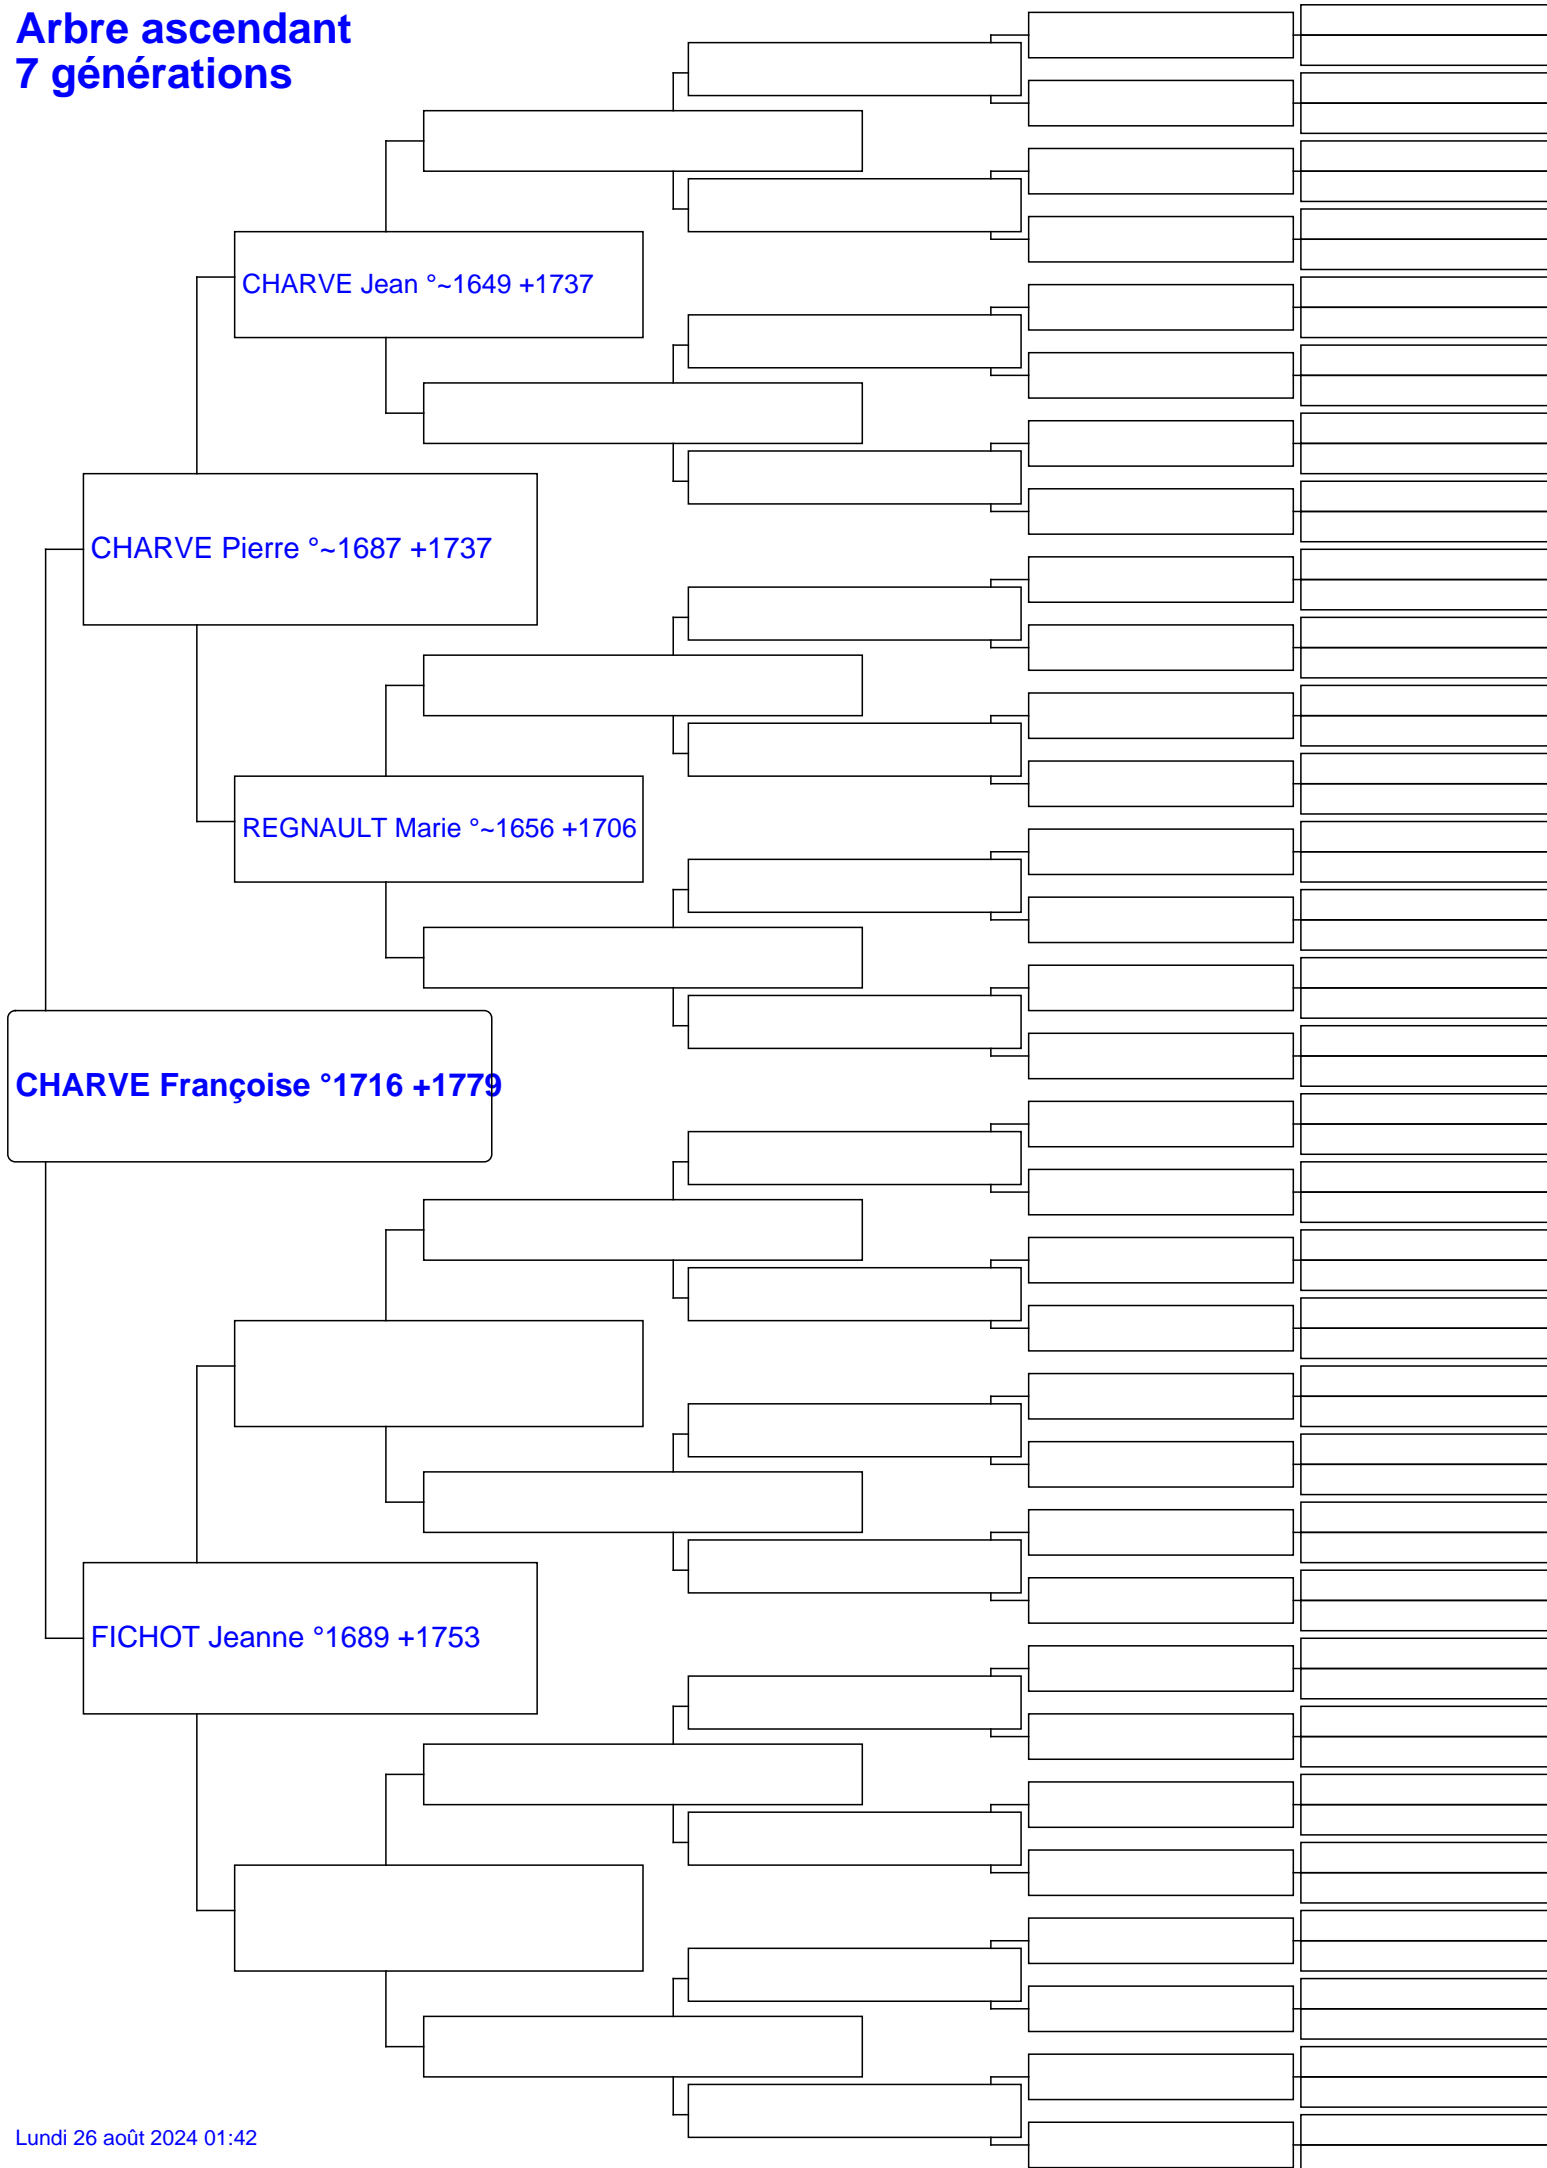 Arbre ascendant
7 générations
CHARVE Jean °~1649 +1737
CHARVE Pierre °~1687 +1737
REGNAULT Marie °~1656 +1706
CHARVE Françoise °1716 +1779
FICHOT Jeanne °1689 +1753
Lundi 26 août 2024 01:42